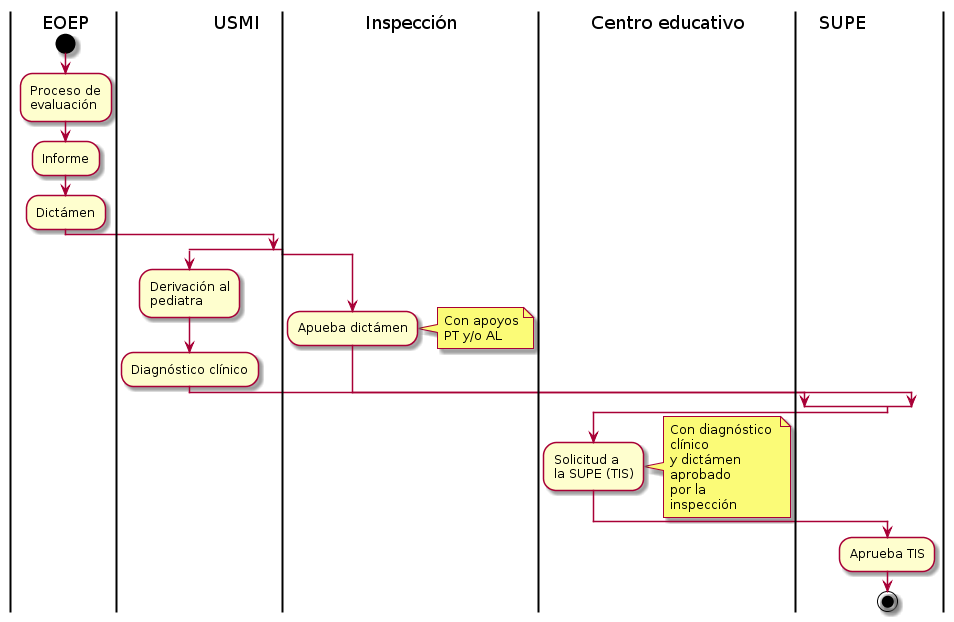 EOEP
USMI
Inspección
Centro educativo
SUPE
Proceso de
evaluación
Informe
Dictámen
Derivación al
pediatra
Apueba dictámen
Con apoyos
PT y/o AL
Diagnóstico clínico
Solicitud a
la SUPE (TIS)
Con diagnóstico
clínico
y dictámen
aprobado
por la
inspección
Aprueba TIS